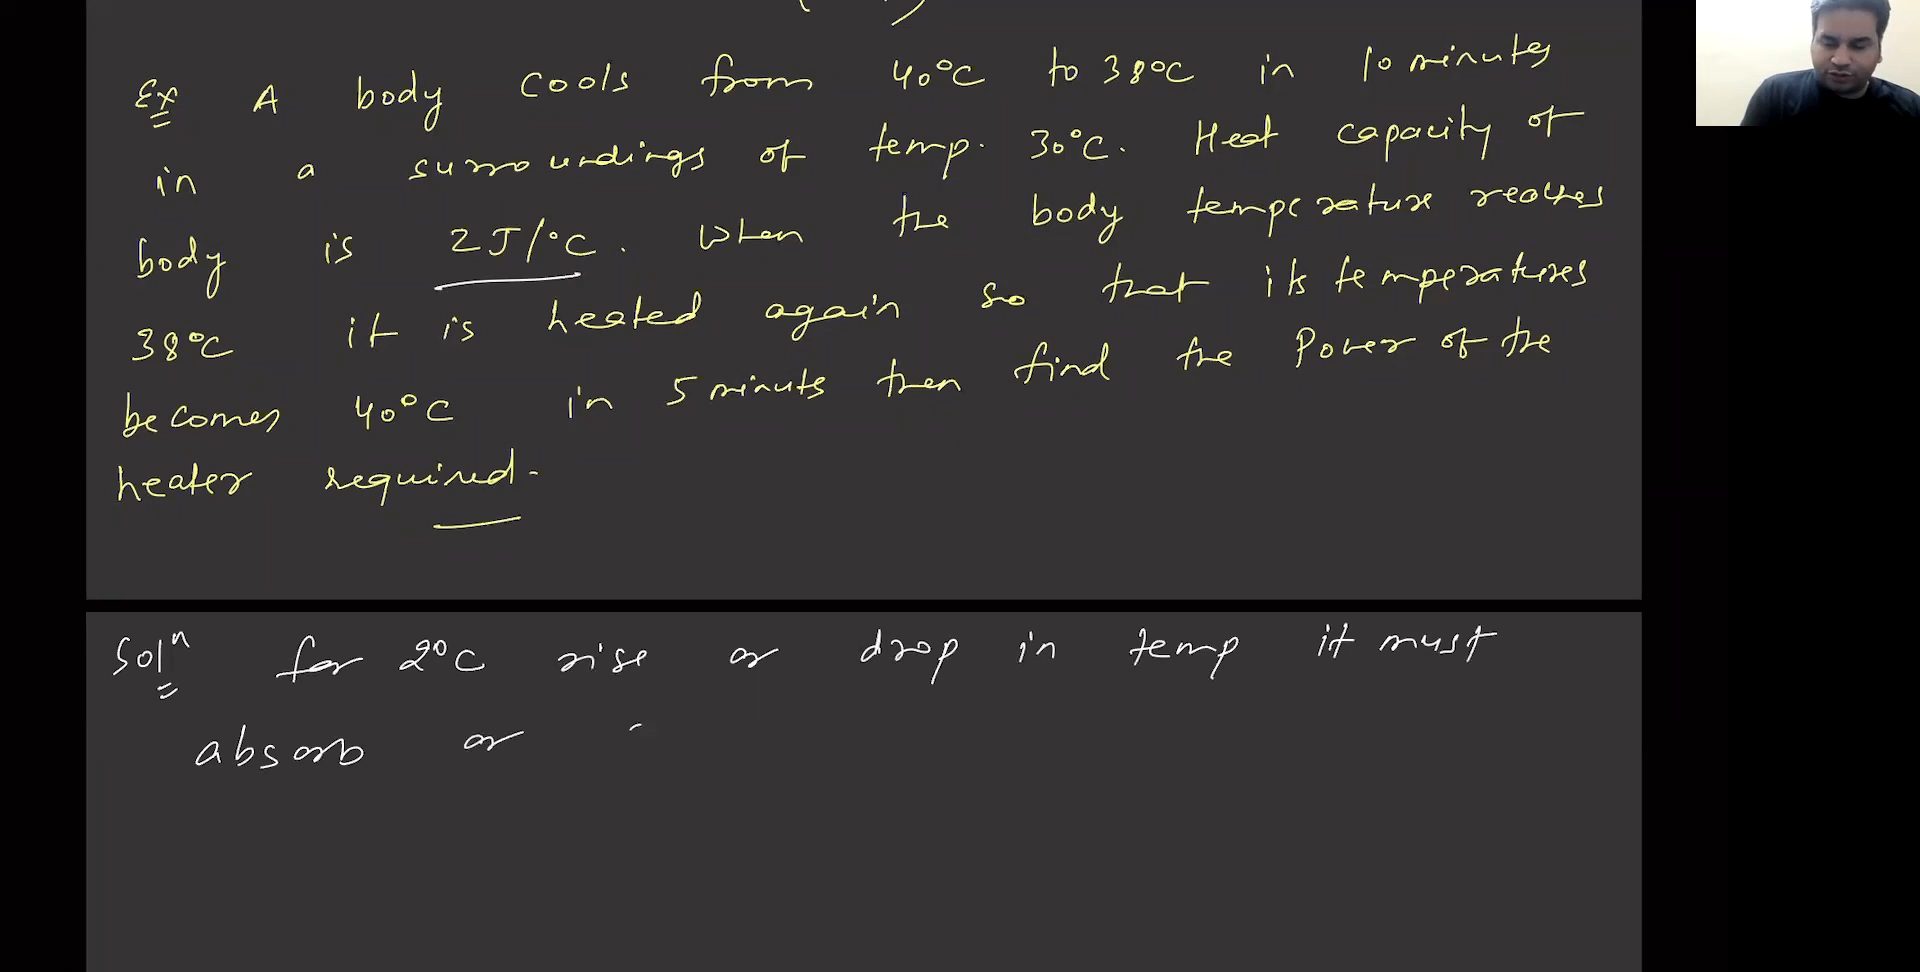 Ex A body cools from 40°C to 38°C in 10 minutes
in a surroundings of temp. 30°C. Heat capacity of
body is 2J/°C. When the body temperature reaches
38°C it is heated again so that its temperatures
becomes 40°C in 5 minuts then find the Power of the
heater required.
Solⁿ for 2°C rise or drop in temp it must
absorb or